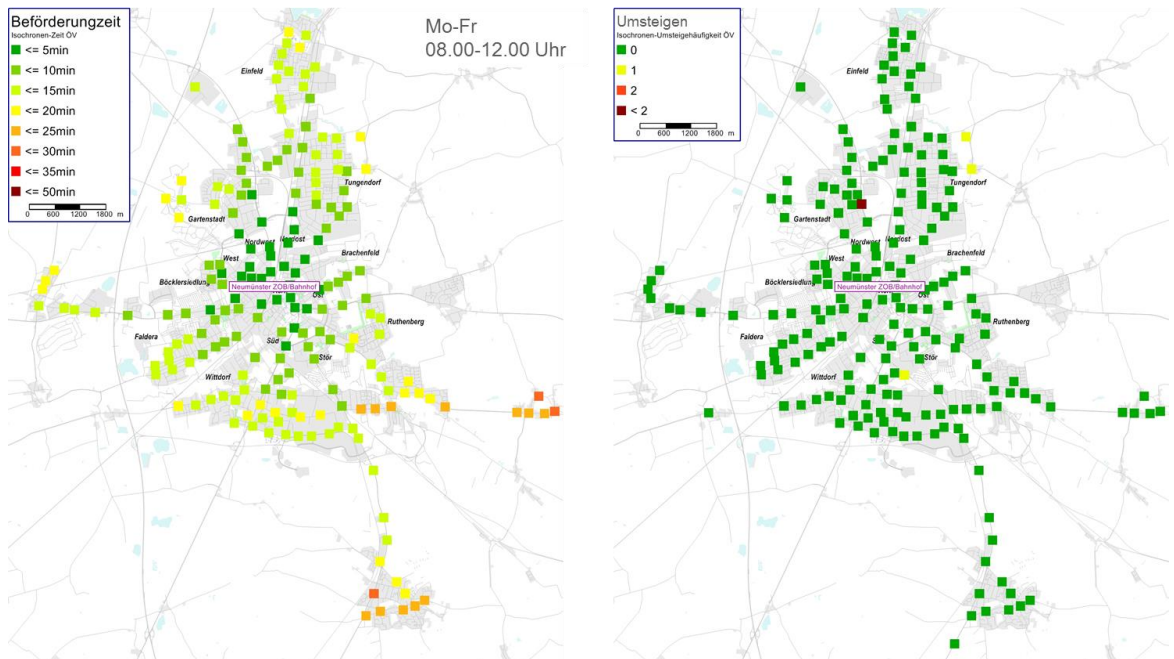 Beförderungzeit
Isochronen-Zeit ÖV
<= 5min
<= 10min
<= 15min
<= 20min
<= 25min
<= 30min
<= 35min
<= 50min
0 600 1200 1800 m
Mo-Fr
08.00-12.00 Uhr
Einfeld
Tungendorf
Gartenstadt
Nordwest
West
Brachenfeld
Böcklersiedlung
Neumünster ZOB/Bahnhof
Ost
Ruthenberg
Faldera
Süd
Stör
Wittdorf
Umsteigen
Isochronen-Umsteigehäufigkeit ÖV
0
1
2
< 2
0 600 1200 1800 m
Einfeld
Tungendorf
Gartenstadt
Nordwest
West
Brachenfeld
Böcklersiedlung
Neumünster ZOB/Bahnhof
Ost
Ruthenberg
Faldera
Stör
Wittdorf